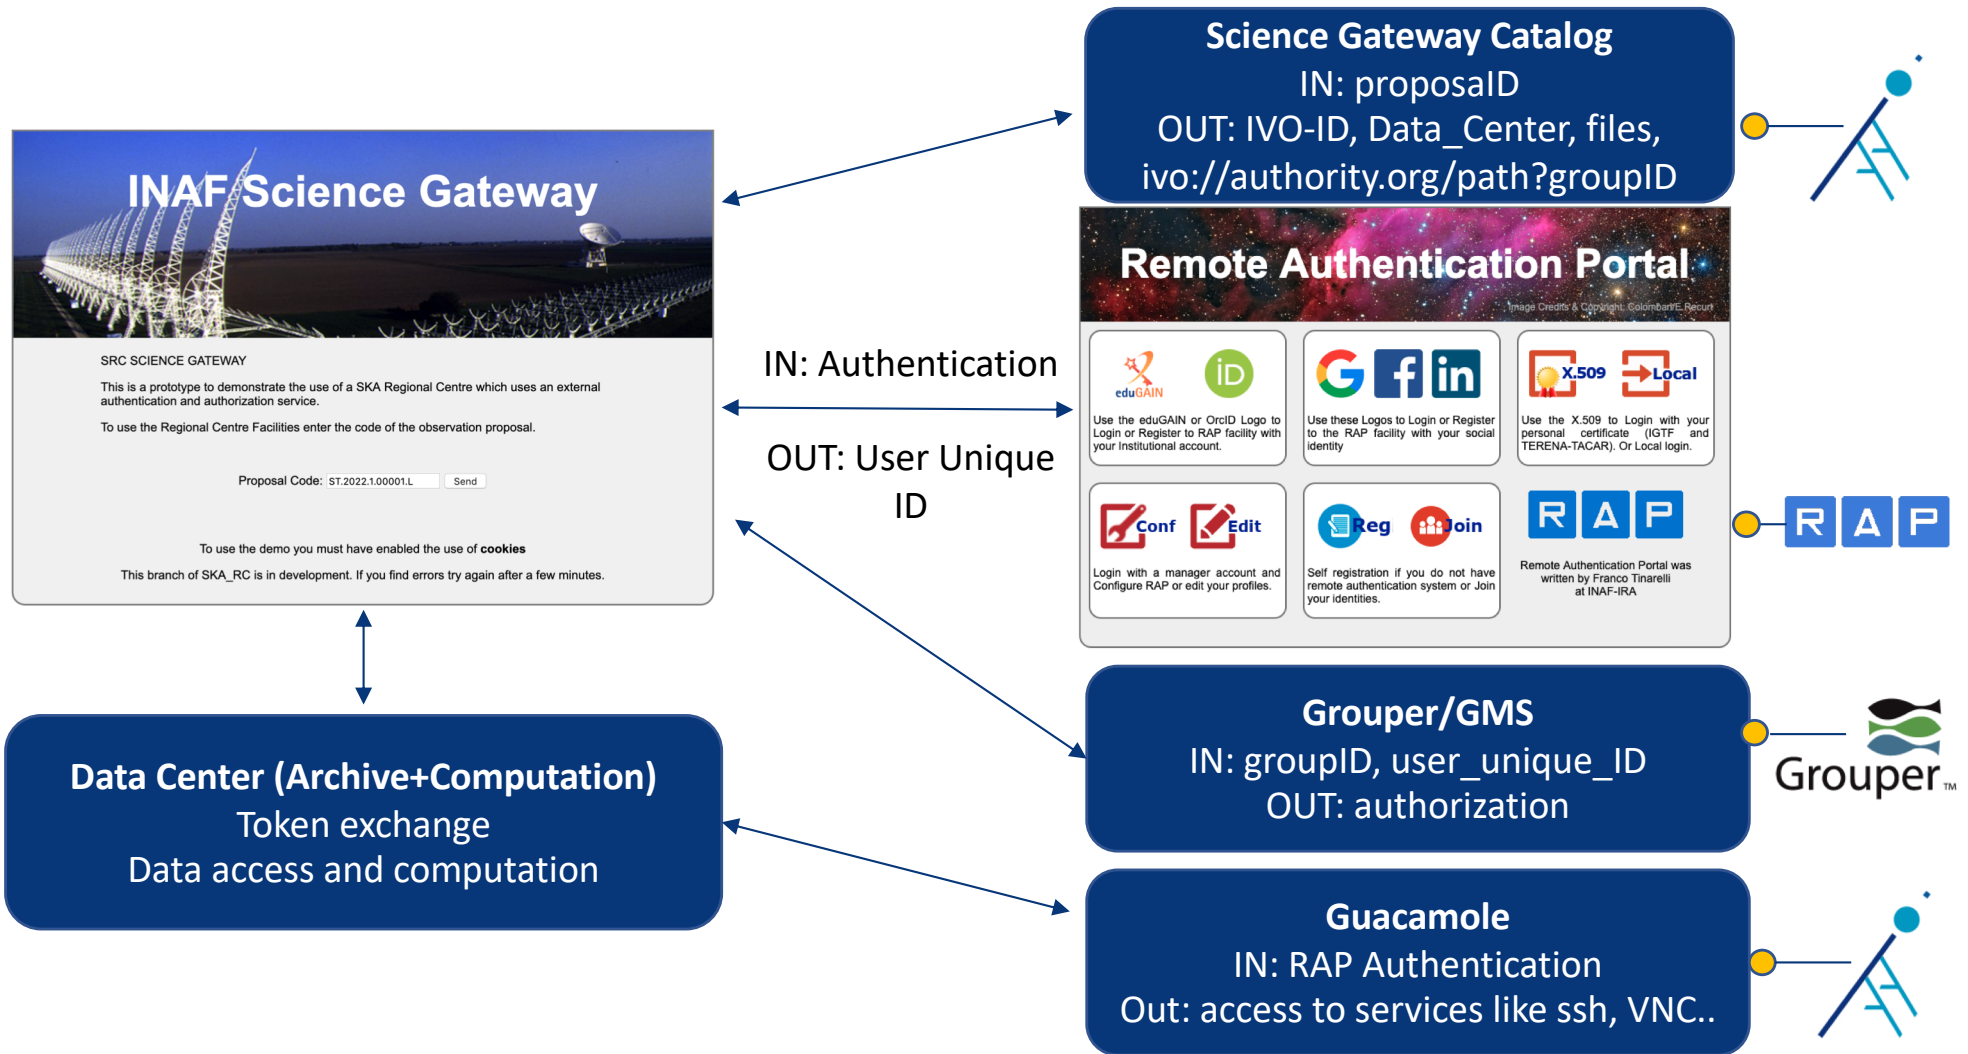 Science Gateway Catalog
IN: proposalD
OUT: IVO-ID, Data_Center, files,
ivo://authority.org/path?groupID
INAF Science Gateway
SRC SCIENCE GATEWAY
This is a prototype to demonstrate the use of a SKA Regional Centre which uses an external
authentication and authorization service.
To use the Regional Centre Facilities enter the code of the observation proposal.
Proposal Code: ST.2022.1.00001.L Send
To use the demo you must have enabled the use of cookies
This branch of SKA_RC is in development. If you find errors try again after a few minutes.
IN: Authentication
OUT: User Unique
ID
Remote Authentication Portal
Image Credits & Copyright: Colombari/E.Recurt
eduGAIN
iD
Use the eduGAIN or OrcID Logo to
Login or Register to RAP facility with
your Institutional account.
G f in
Use these Logos to Login or Register
to the RAP facility with your social
identity
X.509 Local
Use the X.509 to Login with your
personal certificate (IGTF and
TERENA-TACAR). Or Local login.
Conf Edit
Login with a manager account and
Configure RAP or edit your profiles.
Reg Join
Self registration if you do not have
remote authentication system or Join
your identities.
RAP
Remote Authentication Portal was
written by Franco Tinarelli
at INAF-IRA
RAP
Data Center (Archive+Computation)
Token exchange
Data access and computation
Grouper/GMS
IN: groupID, user_unique_ID
OUT: authorization
Grouper™
Guacamole
IN: RAP Authentication
Out: access to services like ssh, VNC..